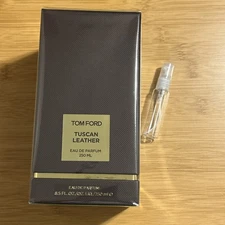 TOM FORD
TUSCAN
LEATHER
EAU DE PARFUM
250 ML
EAU DE PARFUM